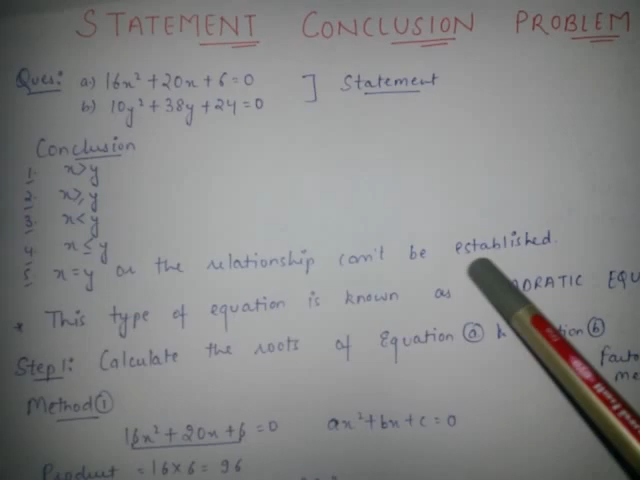 STATEMENT CONCLUSION PROBLEM
Ques: a) 16x² + 20x + 6 = 0 ] Statement
b) 10y² + 38y + 24 = 0
Conclusion
1. x > y
2. x ≥ y
3. x < y
4. x ≤ y
5. x = y or the relationship can't be established.
* This type of equation is known as
Step 1: Calculate the roots of Equation ⓐ ⓑ
Method ①
16x² + 20x + 6 = 0 ax² + bx + c = 0
Product = 16 × 6 = 96